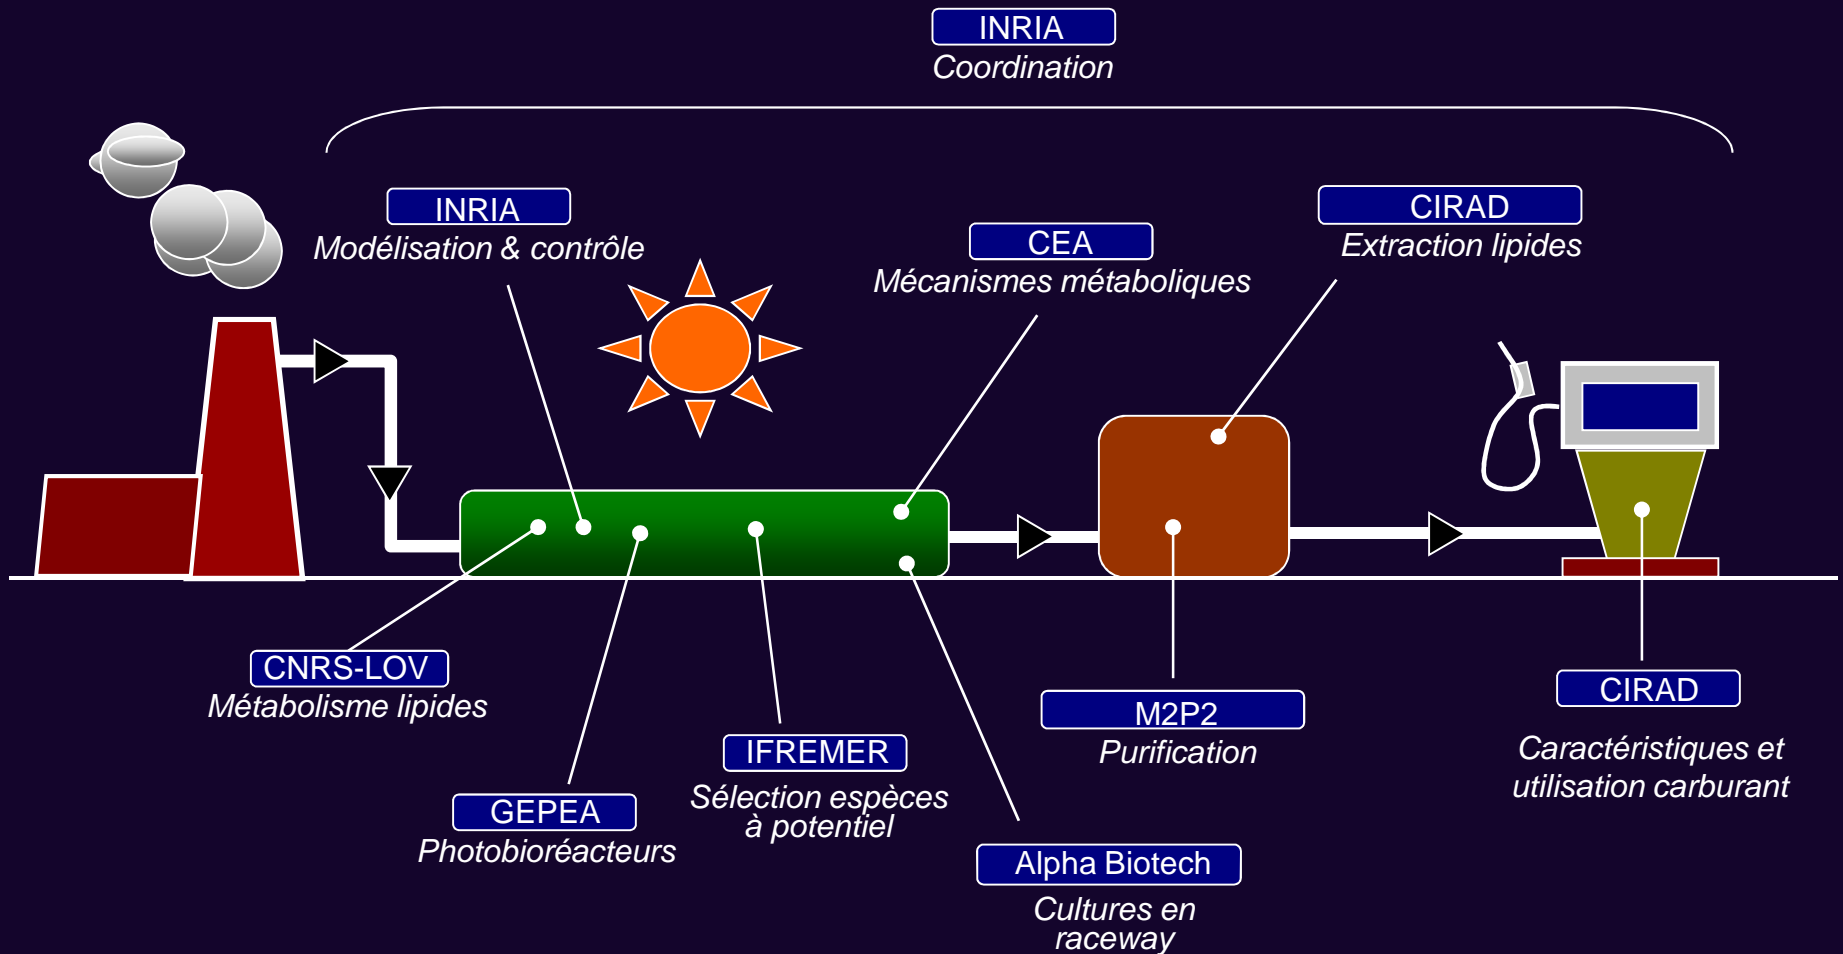 INRIA
Coordination
INRIA
Modélisation & contrôle
CEA
Mécanismes métaboliques
CIRAD
Extraction lipides
CNRS-LOV
Métabolisme lipides
GEPEA
Photobioréacteurs
IFREMER
Sélection espèces
à potentiel
Alpha Biotech
Cultures en
raceway
M2P2
Purification
CIRAD
Caractéristiques et
utilisation carburant